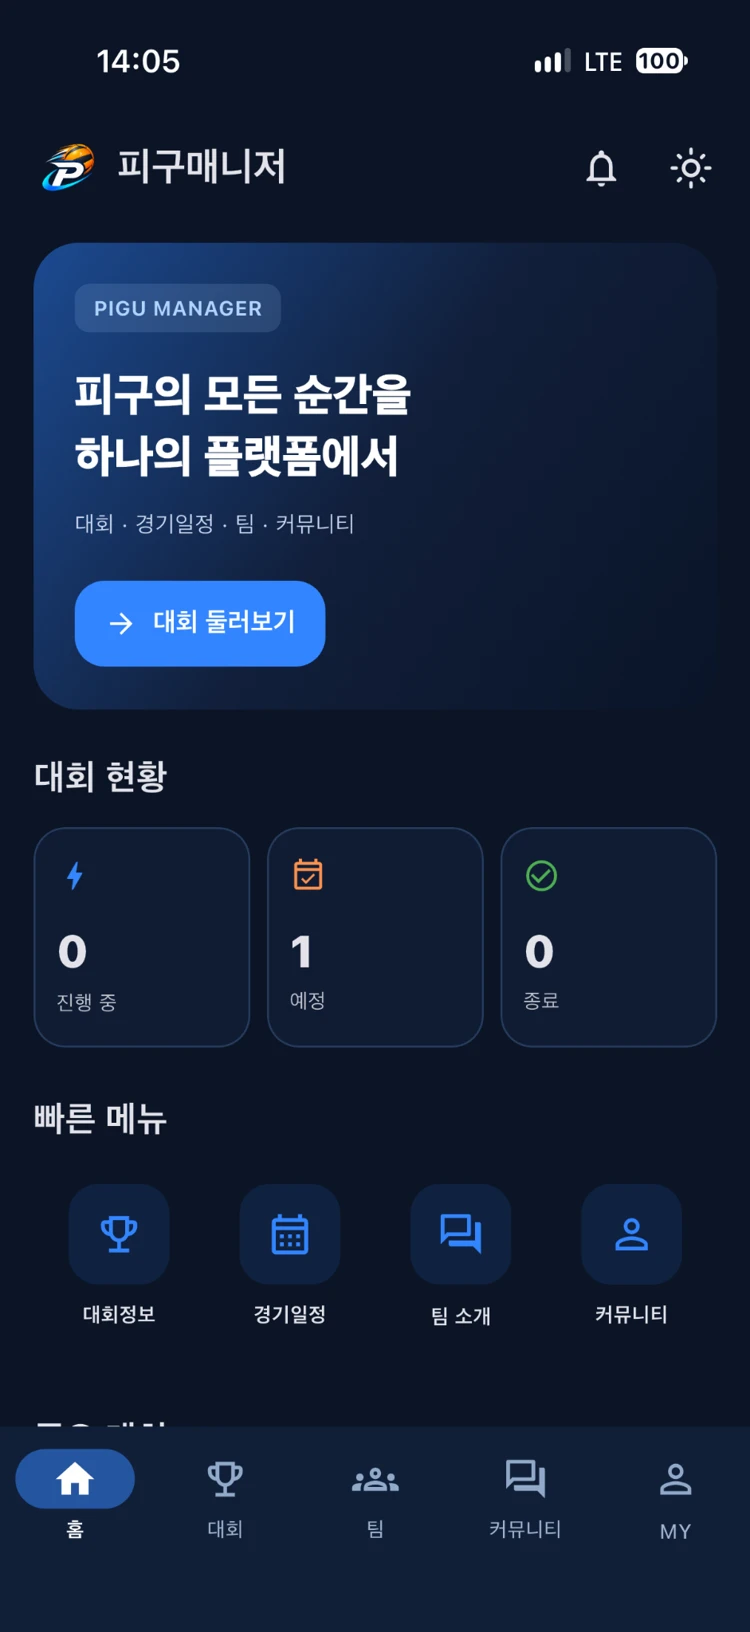 14:05
LTE 100
피구매니저
PIGU MANAGER
피구의 모든 순간을
하나의 플랫폼에서
대회 · 경기일정 · 팀 · 커뮤니티
대회 둘러보기
대회 현황
0
진행 중
1
예정
0
종료
빠른 메뉴
대회정보
경기일정
팀 소개
커뮤니티
홈
대회
팀
커뮤니티
MY